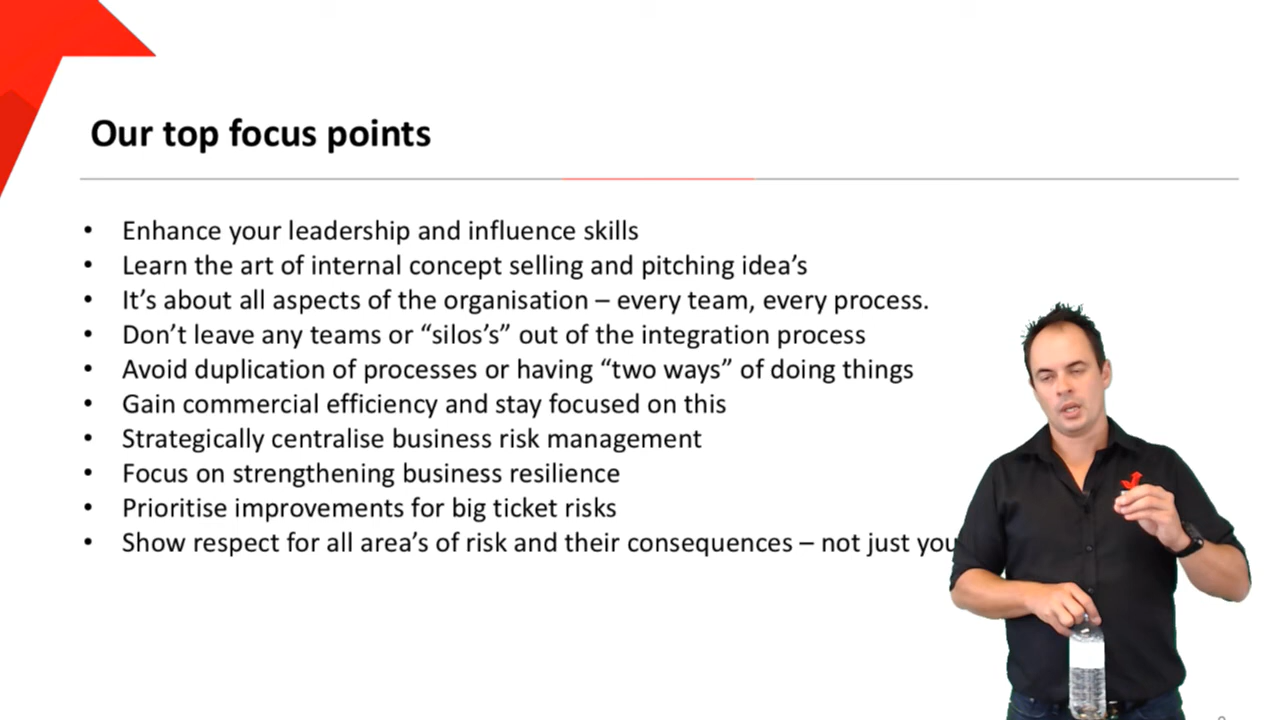 Our top focus points
• Enhance your leadership and influence skills
• Learn the art of internal concept selling and pitching idea’s
• It’s about all aspects of the organisation – every team, every process.
• Don’t leave any teams or “silos’s” out of the integration process
• Avoid duplication of processes or having “two ways” of doing things
• Gain commercial efficiency and stay focused on this
• Strategically centralise business risk management
• Focus on strengthening business resilience
• Prioritise improvements for big ticket risks
• Show respect for all area’s of risk and their consequences – not just